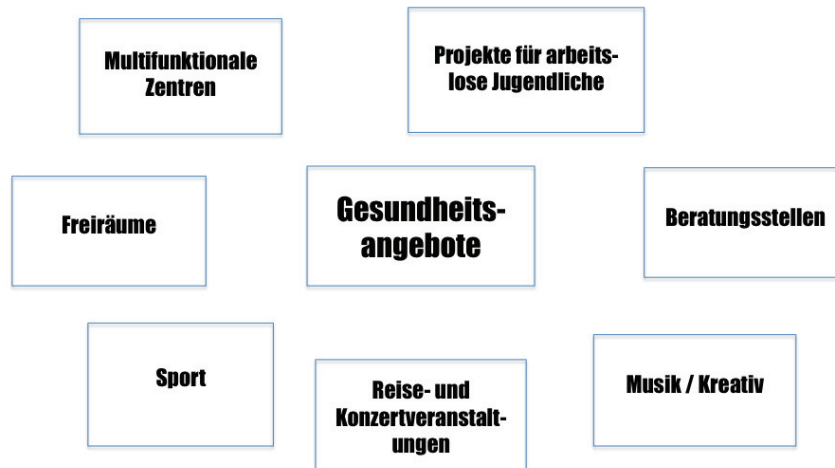 Multifunktionale
Zentren
Projekte für arbeits-
lose Jugendliche
Freiräume
Gesundheits-
angebote
Beratungsstellen
Sport
Reise- und
Konzertveranstalt-
ungen
Musik / Kreativ